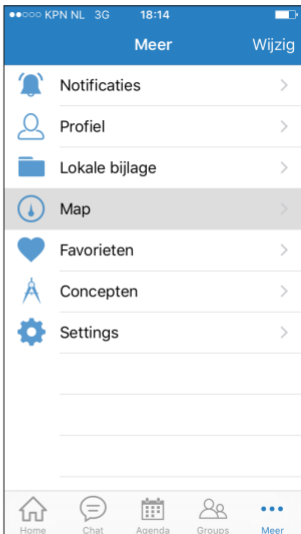 KPN NL 3G 18:14
Meer Wijzig
Notificaties
Profiel
Lokale bijlage
Map
Favorieten
Concepten
Settings
Home Chat Agenda Groups Meer